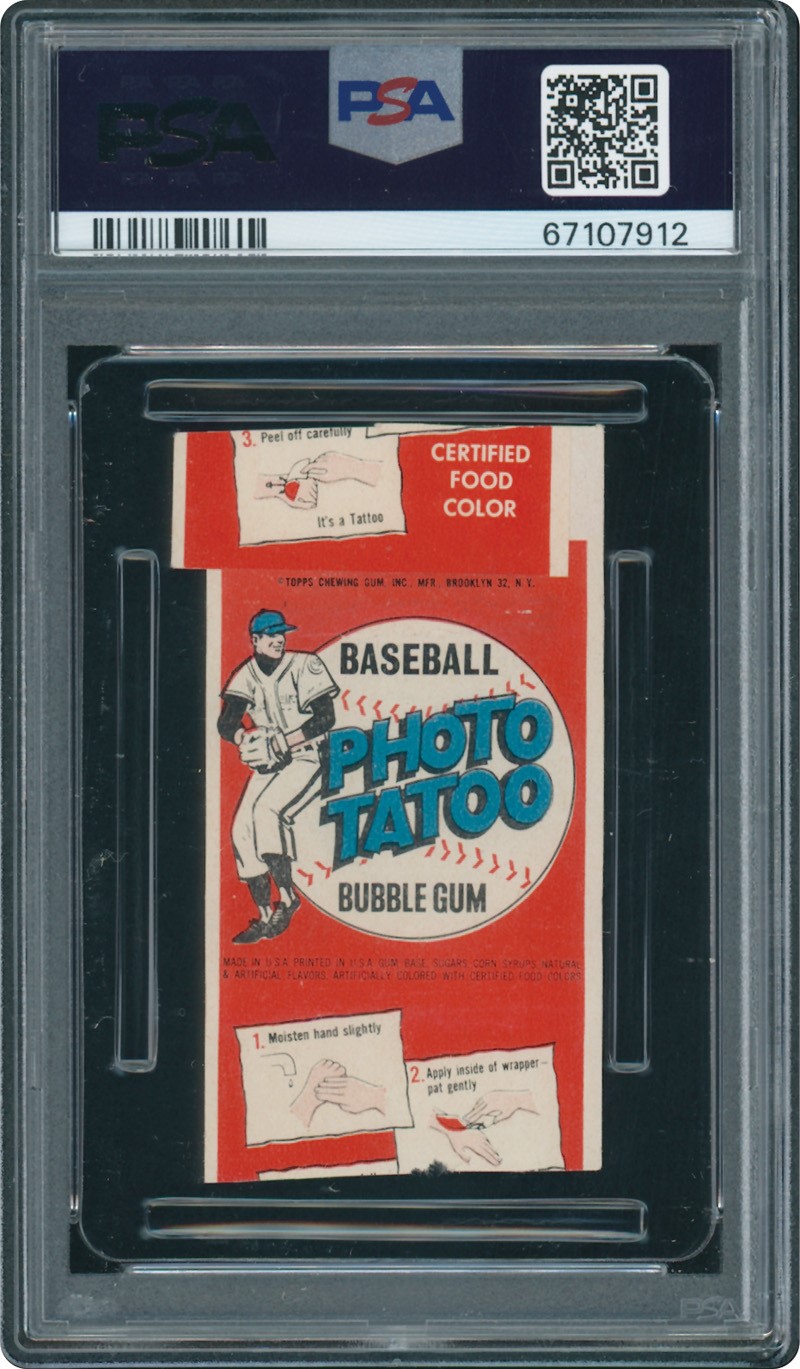 PSA
PSA
67107912
3. Peel off carefully
It's a Tattoo
CERTIFIED
FOOD
COLOR
©TOPPS CHEWING GUM, INC., MFR., BROOKLYN 32, N. Y.
BASEBALL
PHOTO
TATOO
BUBBLE GUM
MADE IN U.S.A. PRINTED IN U.S.A. GUM BASE, SUGARS, CORN SYRUPS, NATURAL
& ARTIFICIAL FLAVORS, ARTIFICIALLY COLORED WITH CERTIFIED FOOD COLORS
1. Moisten hand slightly
2. Apply inside of wrapper–
pat gently
PSA